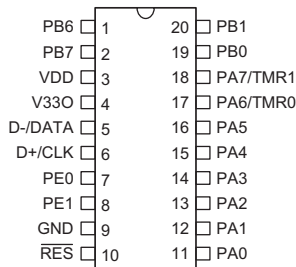 PB6 1 20 PB1
PB7 2 19 PB0
VDD 3 18 PA7/TMR1
V33O 4 17 PA6/TMR0
D-/DATA 5 16 PA5
D+/CLK 6 15 PA4
PE0 7 14 PA3
PE1 8 13 PA2
GND 9 12 PA1
RES 10 11 PA0